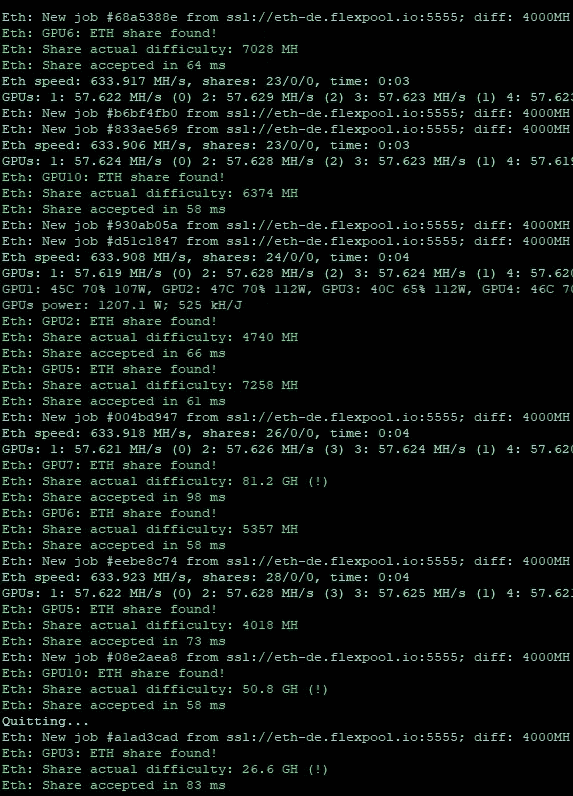 Eth: New job #68a5388e from ssl://eth-de.flexpool.io:5555; diff: 4000MH
Eth: GPU6: ETH share found!
Eth: Share actual difficulty: 7028 MH
Eth: Share accepted in 64 ms
Eth speed: 633.917 MH/s, shares: 23/0/0, time: 0:03
GPUs: 1: 57.622 MH/s (0) 2: 57.629 MH/s (2) 3: 57.623 MH/s (1) 4: 57.623
Eth: New job #b6bf4fb0 from ssl://eth-de.flexpool.io:5555; diff: 4000MH
Eth: New job #833ae569 from ssl://eth-de.flexpool.io:5555; diff: 4000MH
Eth speed: 633.906 MH/s, shares: 23/0/0, time: 0:03
GPUs: 1: 57.624 MH/s (0) 2: 57.628 MH/s (2) 3: 57.623 MH/s (1) 4: 57.619
Eth: GPU10: ETH share found!
Eth: Share actual difficulty: 6374 MH
Eth: Share accepted in 58 ms
Eth: New job #930ab05a from ssl://eth-de.flexpool.io:5555; diff: 4000MH
Eth: New job #d51c1847 from ssl://eth-de.flexpool.io:5555; diff: 4000MH
Eth speed: 633.908 MH/s, shares: 24/0/0, time: 0:04
GPUs: 1: 57.619 MH/s (0) 2: 57.628 MH/s (2) 3: 57.624 MH/s (1) 4: 57.620
GPU1: 45C 70% 107W, GPU2: 47C 70% 112W, GPU3: 40C 65% 112W, GPU4: 46C 70
GPUs power: 1207.1 W; 525 kH/J
Eth: GPU2: ETH share found!
Eth: Share actual difficulty: 4740 MH
Eth: Share accepted in 66 ms
Eth: GPU5: ETH share found!
Eth: Share actual difficulty: 7258 MH
Eth: Share accepted in 61 ms
Eth: New job #004bd947 from ssl://eth-de.flexpool.io:5555; diff: 4000MH
Eth speed: 633.918 MH/s, shares: 26/0/0, time: 0:04
GPUs: 1: 57.621 MH/s (0) 2: 57.626 MH/s (3) 3: 57.624 MH/s (1) 4: 57.620
Eth: GPU7: ETH share found!
Eth: Share actual difficulty: 81.2 GH (!)
Eth: Share accepted in 98 ms
Eth: GPU6: ETH share found!
Eth: Share actual difficulty: 5357 MH
Eth: Share accepted in 58 ms
Eth: New job #eebe8c74 from ssl://eth-de.flexpool.io:5555; diff: 4000MH
Eth speed: 633.923 MH/s, shares: 28/0/0, time: 0:04
GPUs: 1: 57.622 MH/s (0) 2: 57.628 MH/s (3) 3: 57.625 MH/s (1) 4: 57.621
Eth: GPU5: ETH share found!
Eth: Share actual difficulty: 4018 MH
Eth: Share accepted in 73 ms
Eth: New job #08e2aea8 from ssl://eth-de.flexpool.io:5555; diff: 4000MH
Eth: GPU10: ETH share found!
Eth: Share actual difficulty: 50.8 GH (!)
Eth: Share accepted in 58 ms
Quitting...
Eth: New job #a1ad3cad from ssl://eth-de.flexpool.io:5555; diff: 4000MH
Eth: GPU3: ETH share found!
Eth: Share actual difficulty: 26.6 GH (!)
Eth: Share accepted in 83 ms